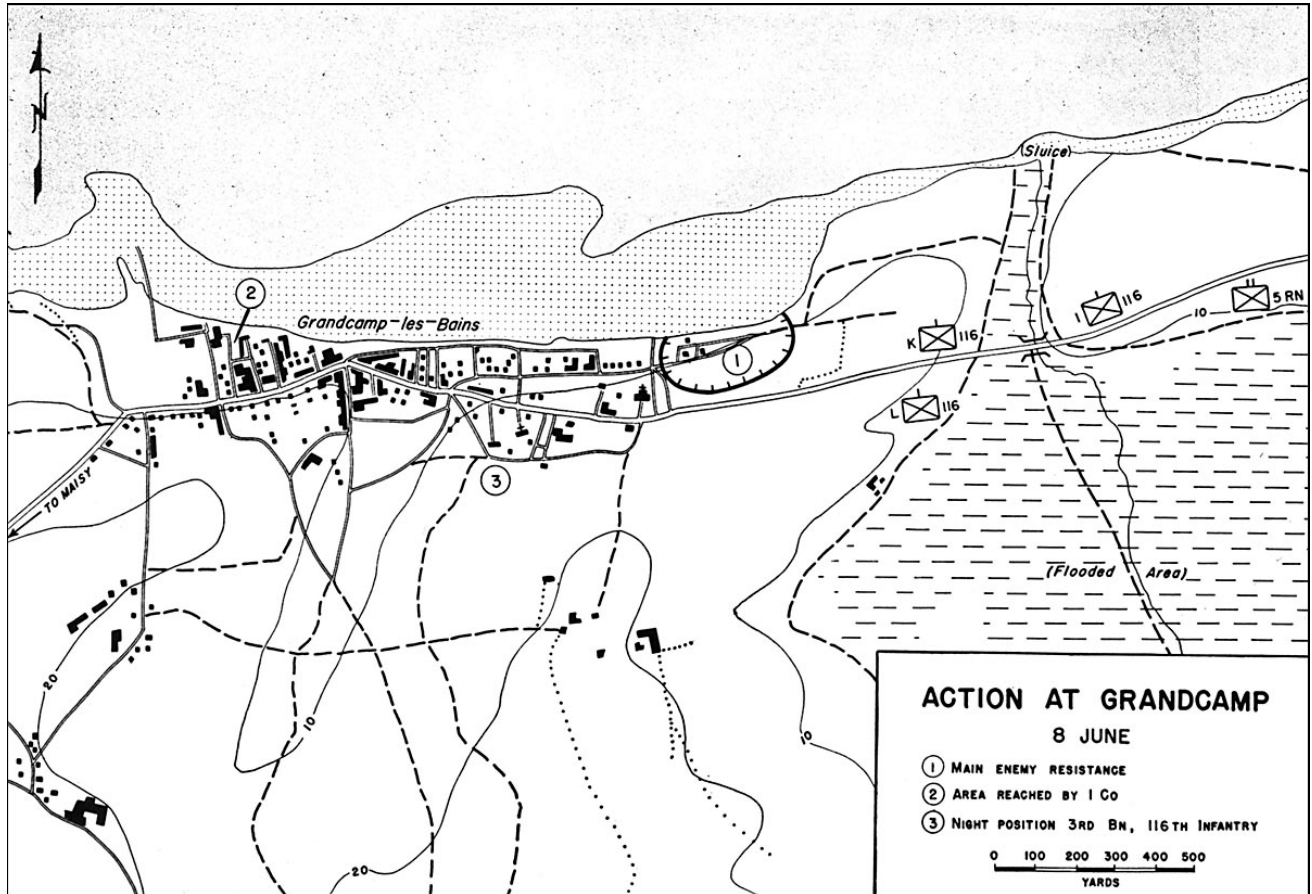 N
(Sluice)
2
Grandcamp-les-Bains
1
I
116
II
5 RN
10
I
K
116
I
I
L
116
TO MAISY
3
(Flooded Area)
20
10
10
20
ACTION AT GRANDCAMP
8 JUNE
1 MAIN ENEMY RESISTANCE
2 AREA REACHED BY I CO
3 NIGHT POSITION 3RD BN, 116TH INFANTRY
0 100 200 300 400 500
YARDS